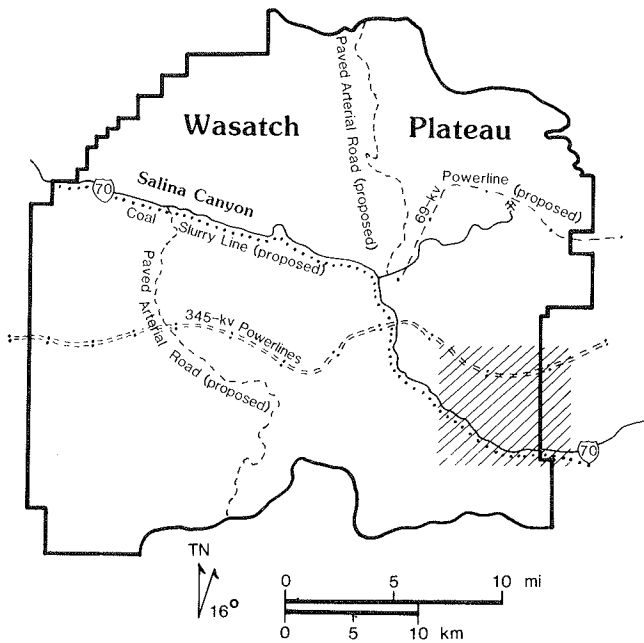 Paved Arterial Road (proposed)
Wasatch Plateau
Powerline (proposed)
69-kv
70
Salina Canyon
Coal Slurry Line (proposed)
Paved Arterial
Road (proposed)
345-kv Powerlines
70
TN
16°
0 5 10 mi
0 5 10 km